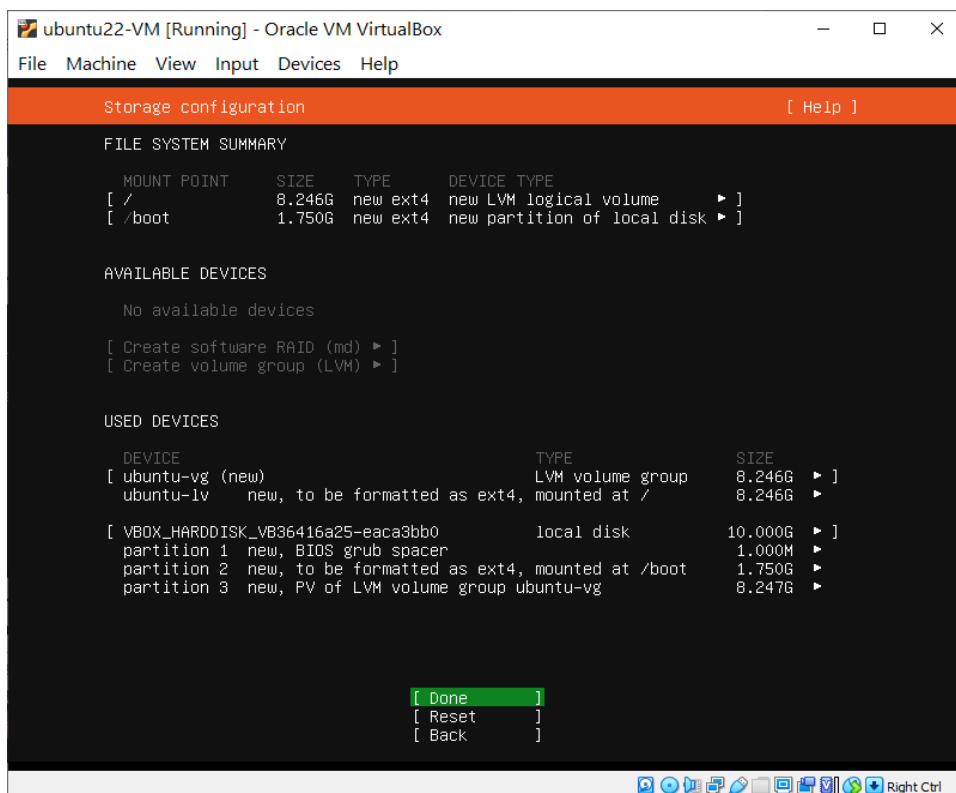 ubuntu22-VM [Running] - Oracle VM VirtualBox
File Machine View Input Devices Help
Storage configuration [ Help ]
FILE SYSTEM SUMMARY
MOUNT POINT SIZE TYPE DEVICE TYPE
[ / 8.246G new ext4 new LVM logical volume ▸ ]
[ /boot 1.750G new ext4 new partition of local disk ▸ ]
AVAILABLE DEVICES
No available devices
[ Create software RAID (md) ▸ ]
[ Create volume group (LVM) ▸ ]
USED DEVICES
DEVICE TYPE SIZE
[ ubuntu-vg (new) LVM volume group 8.246G ▸ ]
ubuntu-lv new, to be formatted as ext4, mounted at / 8.246G ▸
[ VBOX_HARDDISK_VB36416a25-eaca3bb0 local disk 10.000G ▸ ]
partition 1 new, BIOS grub spacer 1.000M ▸
partition 2 new, to be formatted as ext4, mounted at /boot 1.750G ▸
partition 3 new, PV of LVM volume group ubuntu-vg 8.247G ▸
[ Done ]
[ Reset ]
[ Back ]
Right Ctrl